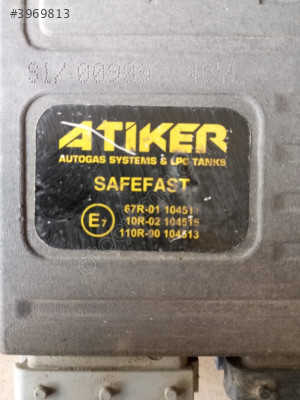 #3969813
ATIKER
AUTOGAS SYSTEMS & LPG TANKS
SAFEFAST
E7
67R-01 10451
10R-02 104515
110R-00 104513